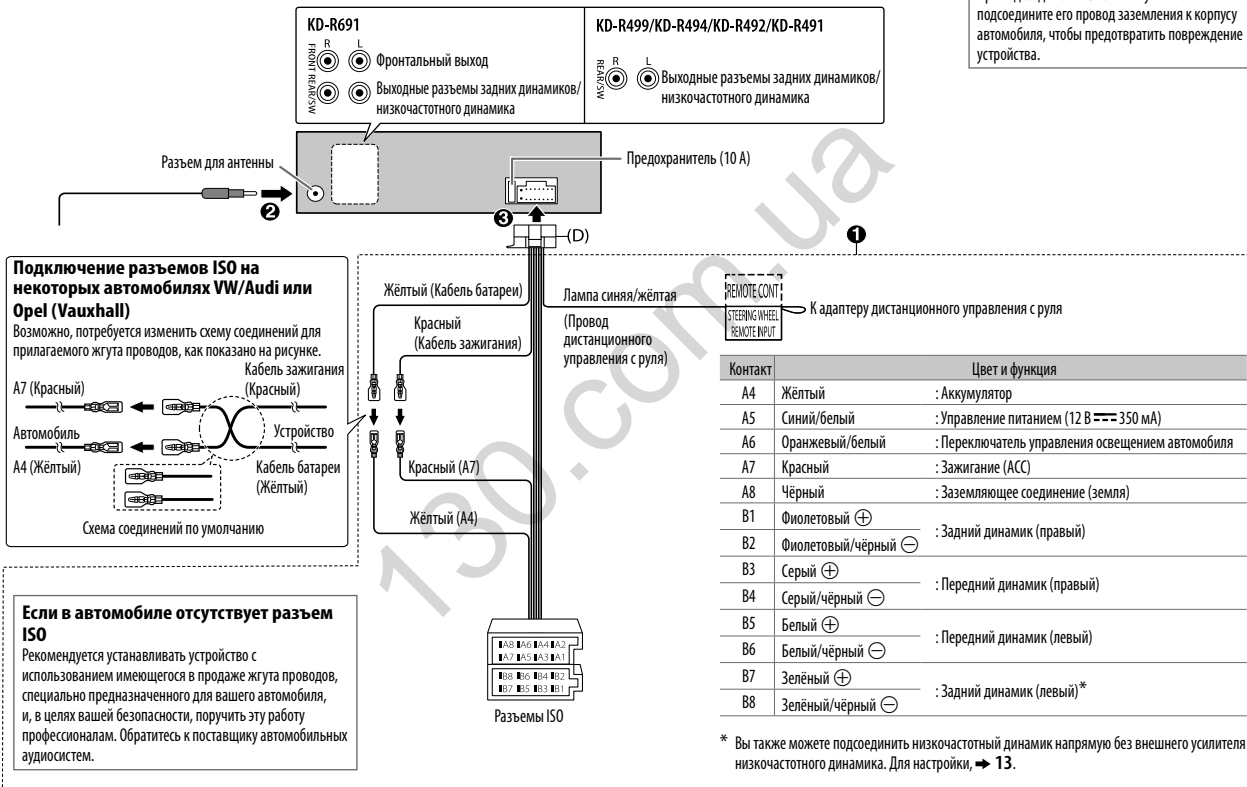 подсоедините его провод заземления к корпусу
автомобиля, чтобы предотвратить повреждение
устройства.
KD-R691
R L
FRONT
REAR/SW
Фронтальный выход
Выходные разъемы задних динамиков/
низкочастотного динамика
KD-R499/KD-R494/KD-R492/KD-R491
R L
REAR/SW
Выходные разъемы задних динамиков/
низкочастотного динамика
Разъем для антенны
Предохранитель (10 А)
2
3
(D)
1
Подключение разъемов ISO на
некоторых автомобилях VW/Audi или
Opel (Vauxhall)
Возможно, потребуется изменить схему соединений для
прилагаемого жгута проводов, как показано на рисунке.
A7 (Красный)
Кабель зажигания
(Красный)
Автомобиль
Устройство
A4 (Жёлтый)
Кабель батареи
(Жёлтый)
Схема соединений по умолчанию
Жёлтый (Кабель батареи)
Красный
(Кабель зажигания)
Лампа синяя/жёлтая
(Провод
дистанционного
управления с руля)
REMOTE CONT
STEERING WHEEL
REMOTE INPUT
К адаптеру дистанционного управления с руля
Красный (A7)
Жёлтый (A4)
A8 A6 A4 A2
A7 A5 A3 A1
B8 B6 B4 B2
B7 B5 B3 B1
Разъемы ISO
Контакт Цвет и функция
A4 Жёлтый : Аккумулятор
A5 Синий/белый : Управление питанием (12 В ⎓ 350 мА)
A6 Оранжевый/белый : Переключатель управления освещением автомобиля
A7 Красный : Зажигание (ACC)
A8 Чёрный : Заземляющее соединение (земля)
B1 Фиолетовый ⊕
: Задний динамик (правый)
B2 Фиолетовый/чёрный ⊖
B3 Серый ⊕
: Передний динамик (правый)
B4 Серый/чёрный ⊖
B5 Белый ⊕
: Передний динамик (левый)
B6 Белый/чёрный ⊖
B7 Зелёный ⊕
: Задний динамик (левый)*
B8 Зелёный/чёрный ⊖
* Вы также можете подсоединить низкочастотный динамик напрямую без внешнего усилителя
низкочастотного динамика. Для настройки, ➡ 13.
Если в автомобиле отсутствует разъем
ISO
Рекомендуется устанавливать устройство с
использованием имеющегося в продаже жгута проводов,
специально предназначенного для вашего автомобиля,
и, в целях вашей безопасности, поручить эту работу
профессионалам. Обратитесь к поставщику автомобильных
аудиосистем.
130.com.ua